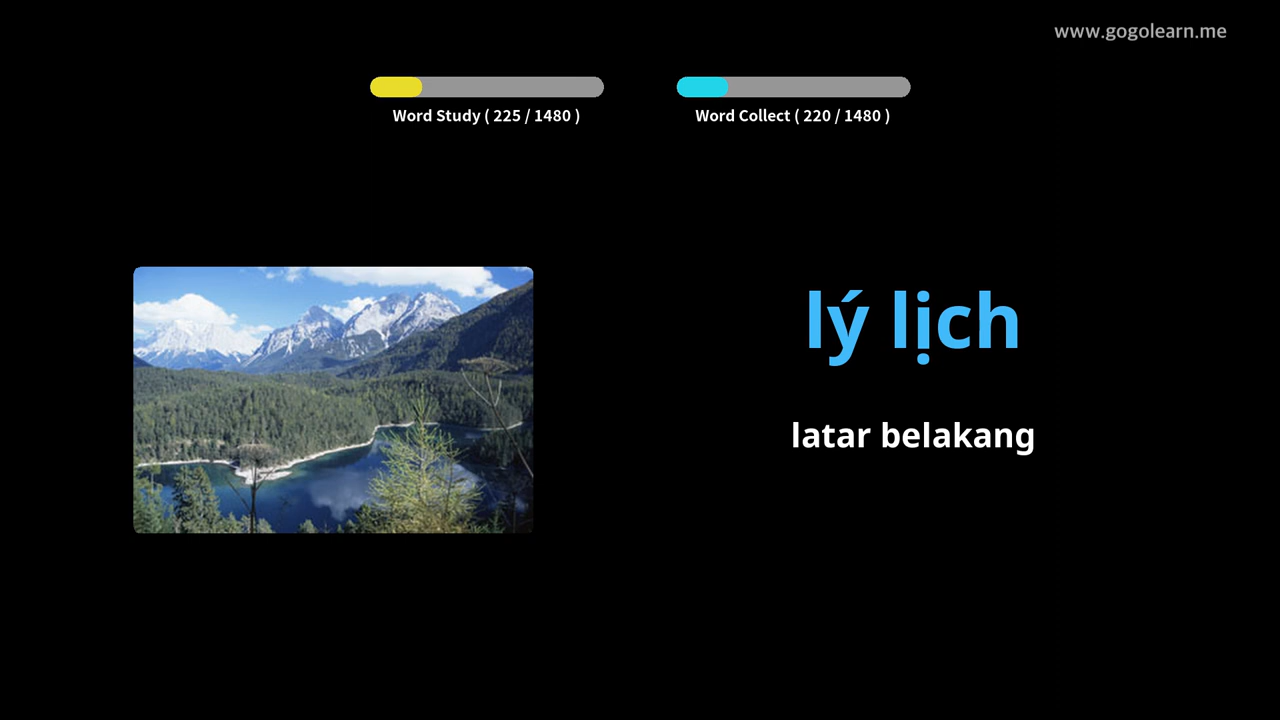 www.gogolearn.me
Word Study ( 225 / 1480 )
Word Collect ( 220 / 1480 )
lý lịch
latar belakang